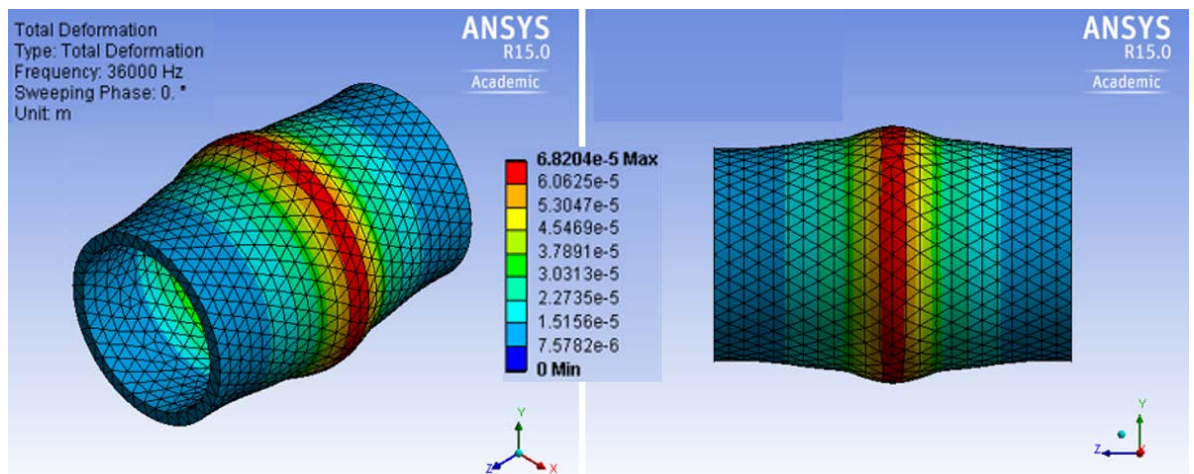 Total Deformation
Type: Total Deformation
Frequency: 36000 Hz
Sweeping Phase: 0. °
Unit: m
ANSYS
R15.0
Academic
6.8204e-5 Max
6.0625e-5
5.3047e-5
4.5469e-5
3.7891e-5
3.0313e-5
2.2735e-5
1.5156e-5
7.5782e-6
0 Min
Y
Z
X
ANSYS
R15.0
Academic
Y
Z
X